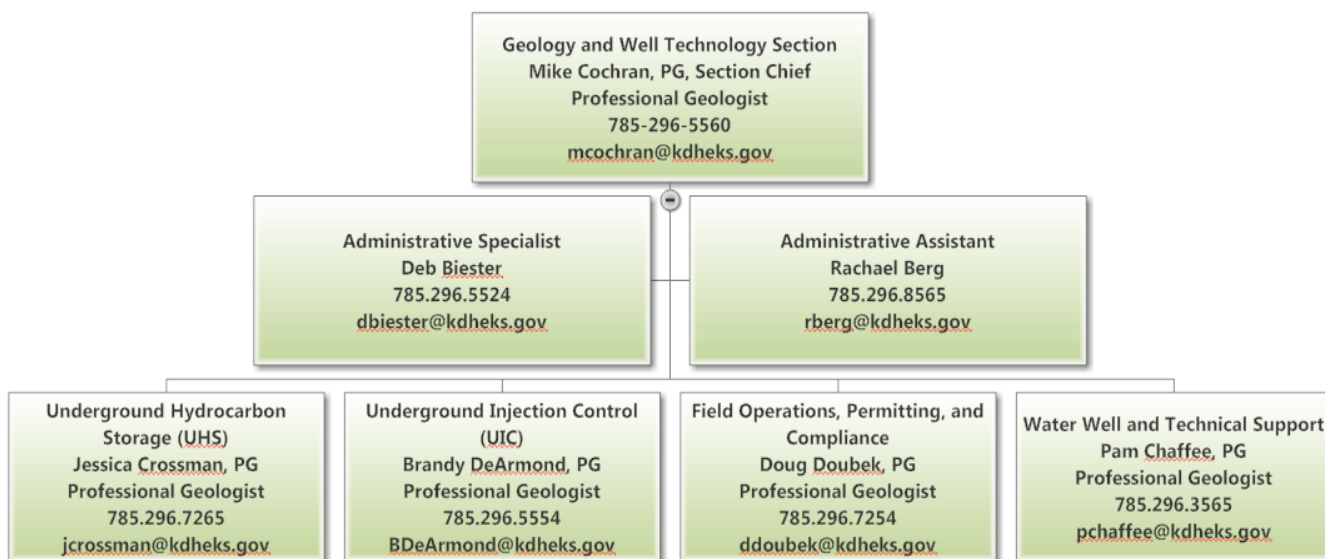 Geology and Well Technology Section
Mike Cochran, PG, Section Chief
Professional Geologist
785-296-5560
mcochran@kdheks.gov
Administrative Specialist
Deb Biester
785.296.5524
dbiester@kdheks.gov
Administrative Assistant
Rachael Berg
785.296.8565
rberg@kdheks.gov
Underground Hydrocarbon
Storage (UHS)
Jessica Crossman, PG
Professional Geologist
785.296.7265
jcrossman@kdheks.gov
Underground Injection Control
(UIC)
Brandy DeArmond, PG
Professional Geologist
785.296.5554
BDeArmond@kdheks.gov
Field Operations, Permitting, and
Compliance
Doug Doubek, PG
Professional Geologist
785.296.7254
ddoubek@kdheks.gov
Water Well and Technical Support
Pam Chaffee, PG
Professional Geologist
785.296.3565
pchaffee@kdheks.gov